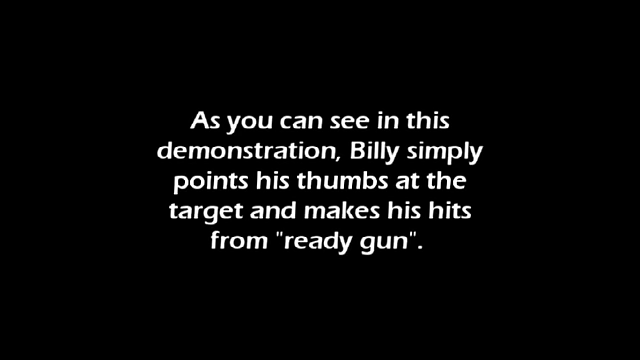 As you can see in this
demonstration, Billy simply
points his thumbs at the
target and makes his hits
from "ready gun".